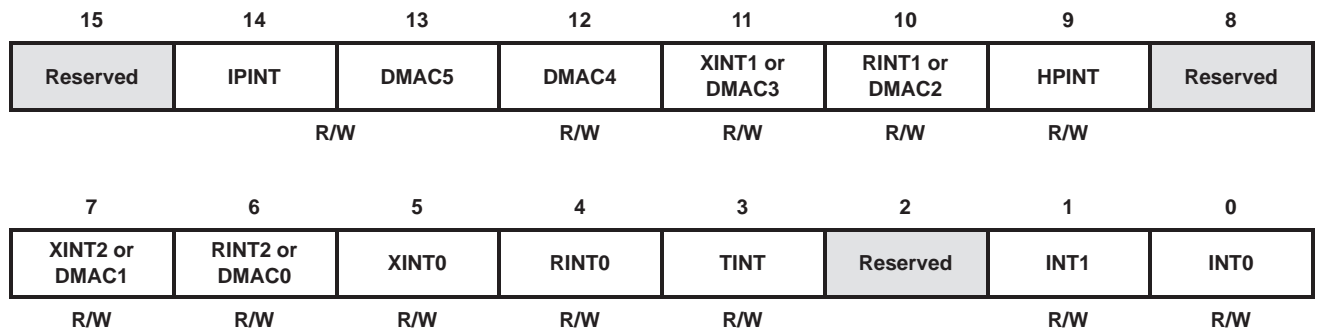 15 14 13 12 11 10 9 8
Reserved IPINT DMAC5 DMAC4 XINT1 or DMAC3 RINT1 or DMAC2 HPINT Reserved
R/W R/W R/W R/W R/W
7 6 5 4 3 2 1 0
XINT2 or DMAC1 RINT2 or DMAC0 XINT0 RINT0 TINT Reserved INT1 INT0
R/W R/W R/W R/W R/W R/W R/W